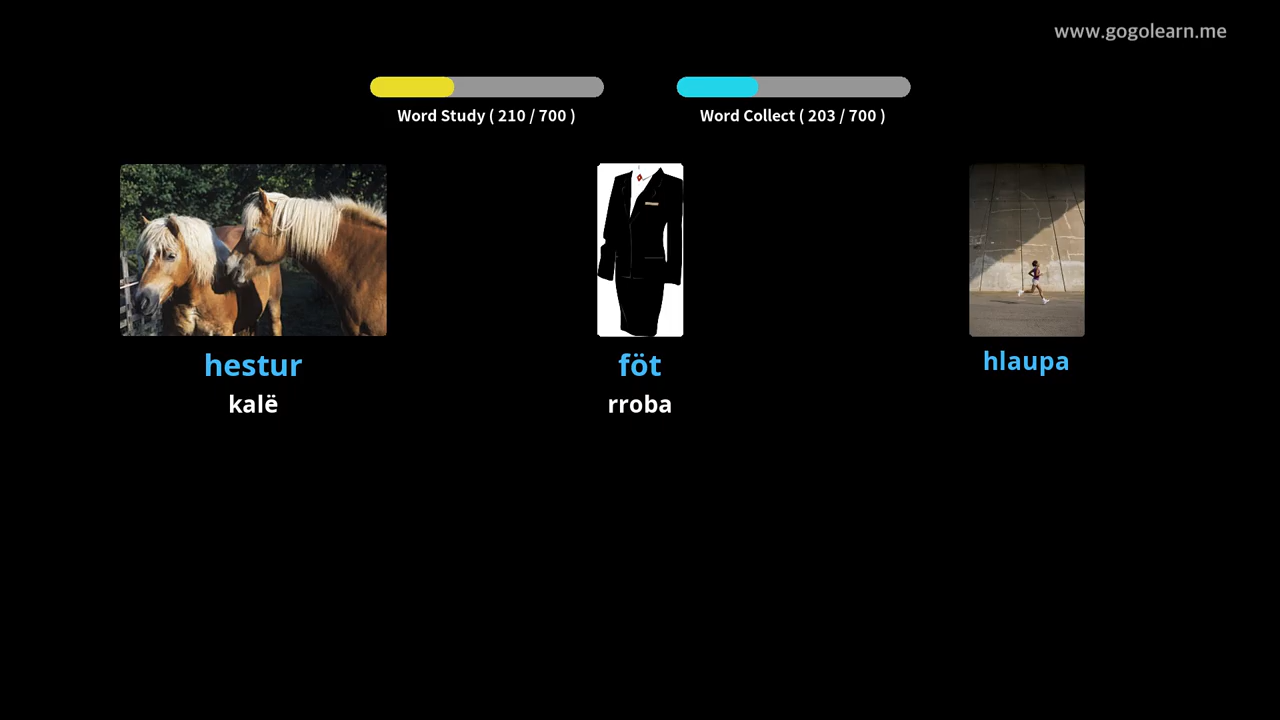 www.gogolearn.me
Word Study ( 210 / 700 )
Word Collect ( 203 / 700 )
hestur
kalë
föt
rroba
hlaupa